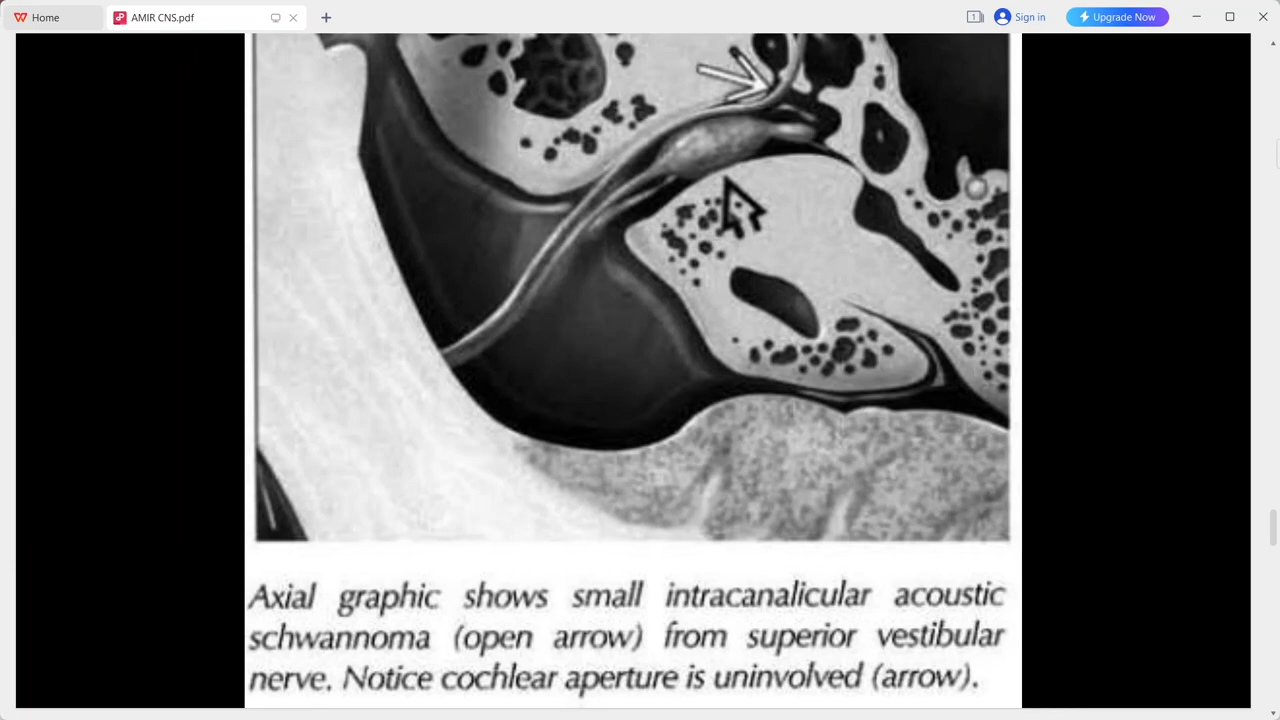 Home
AMIR CNS.pdf
1
Sign in
Upgrade Now
Axial graphic shows small intracanalicular acoustic
schwannoma (open arrow) from superior vestibular
nerve. Notice cochlear aperture is uninvolved (arrow).